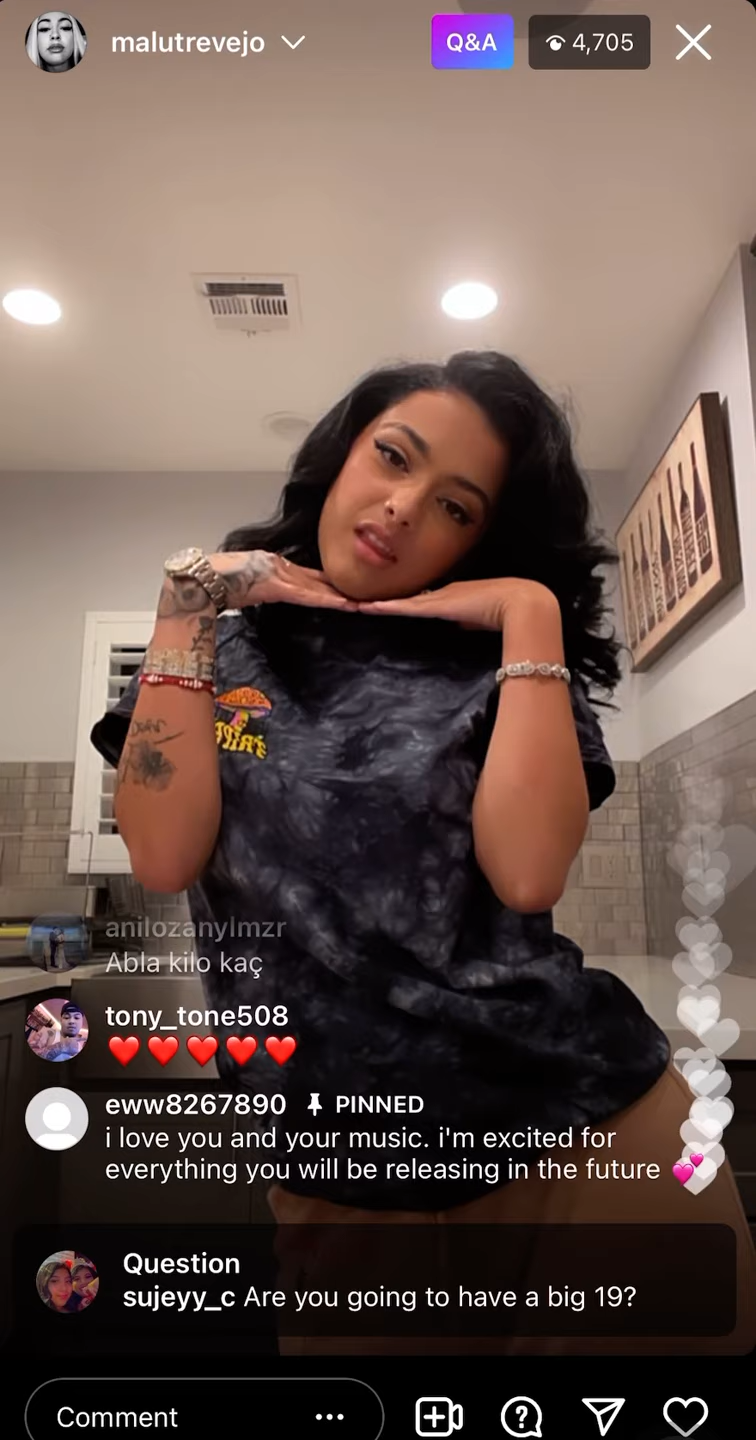 malutrevejo
Q&A
4,705
anilozanylmzr
Abla kilo kaç
tony_tone508
❤️❤️❤️❤️❤️
eww8267890 PINNED
i love you and your music. i'm excited for
everything you will be releasing in the future 💕
Question
sujeyy_c Are you going to have a big 19?
Comment